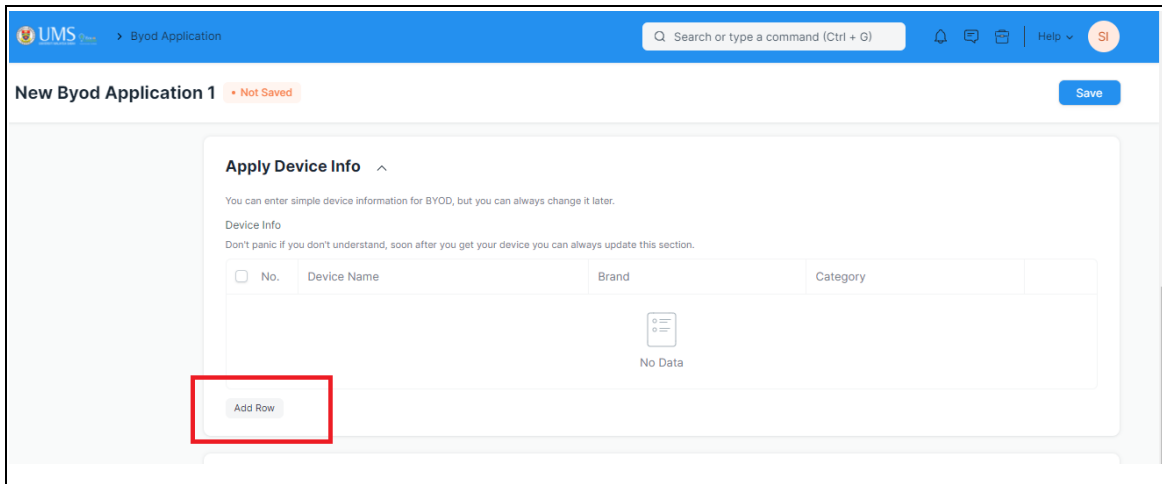 UMS
Byod Application
Search or type a command (Ctrl + G)
Help
SI
New Byod Application 1
• Not Saved
Save
Apply Device Info
You can enter simple device information for BYOD, but you can always change it later.
Device Info
Don't panic if you don't understand, soon after you get your device you can always update this section.
No. Device Name Brand Category
No Data
Add Row